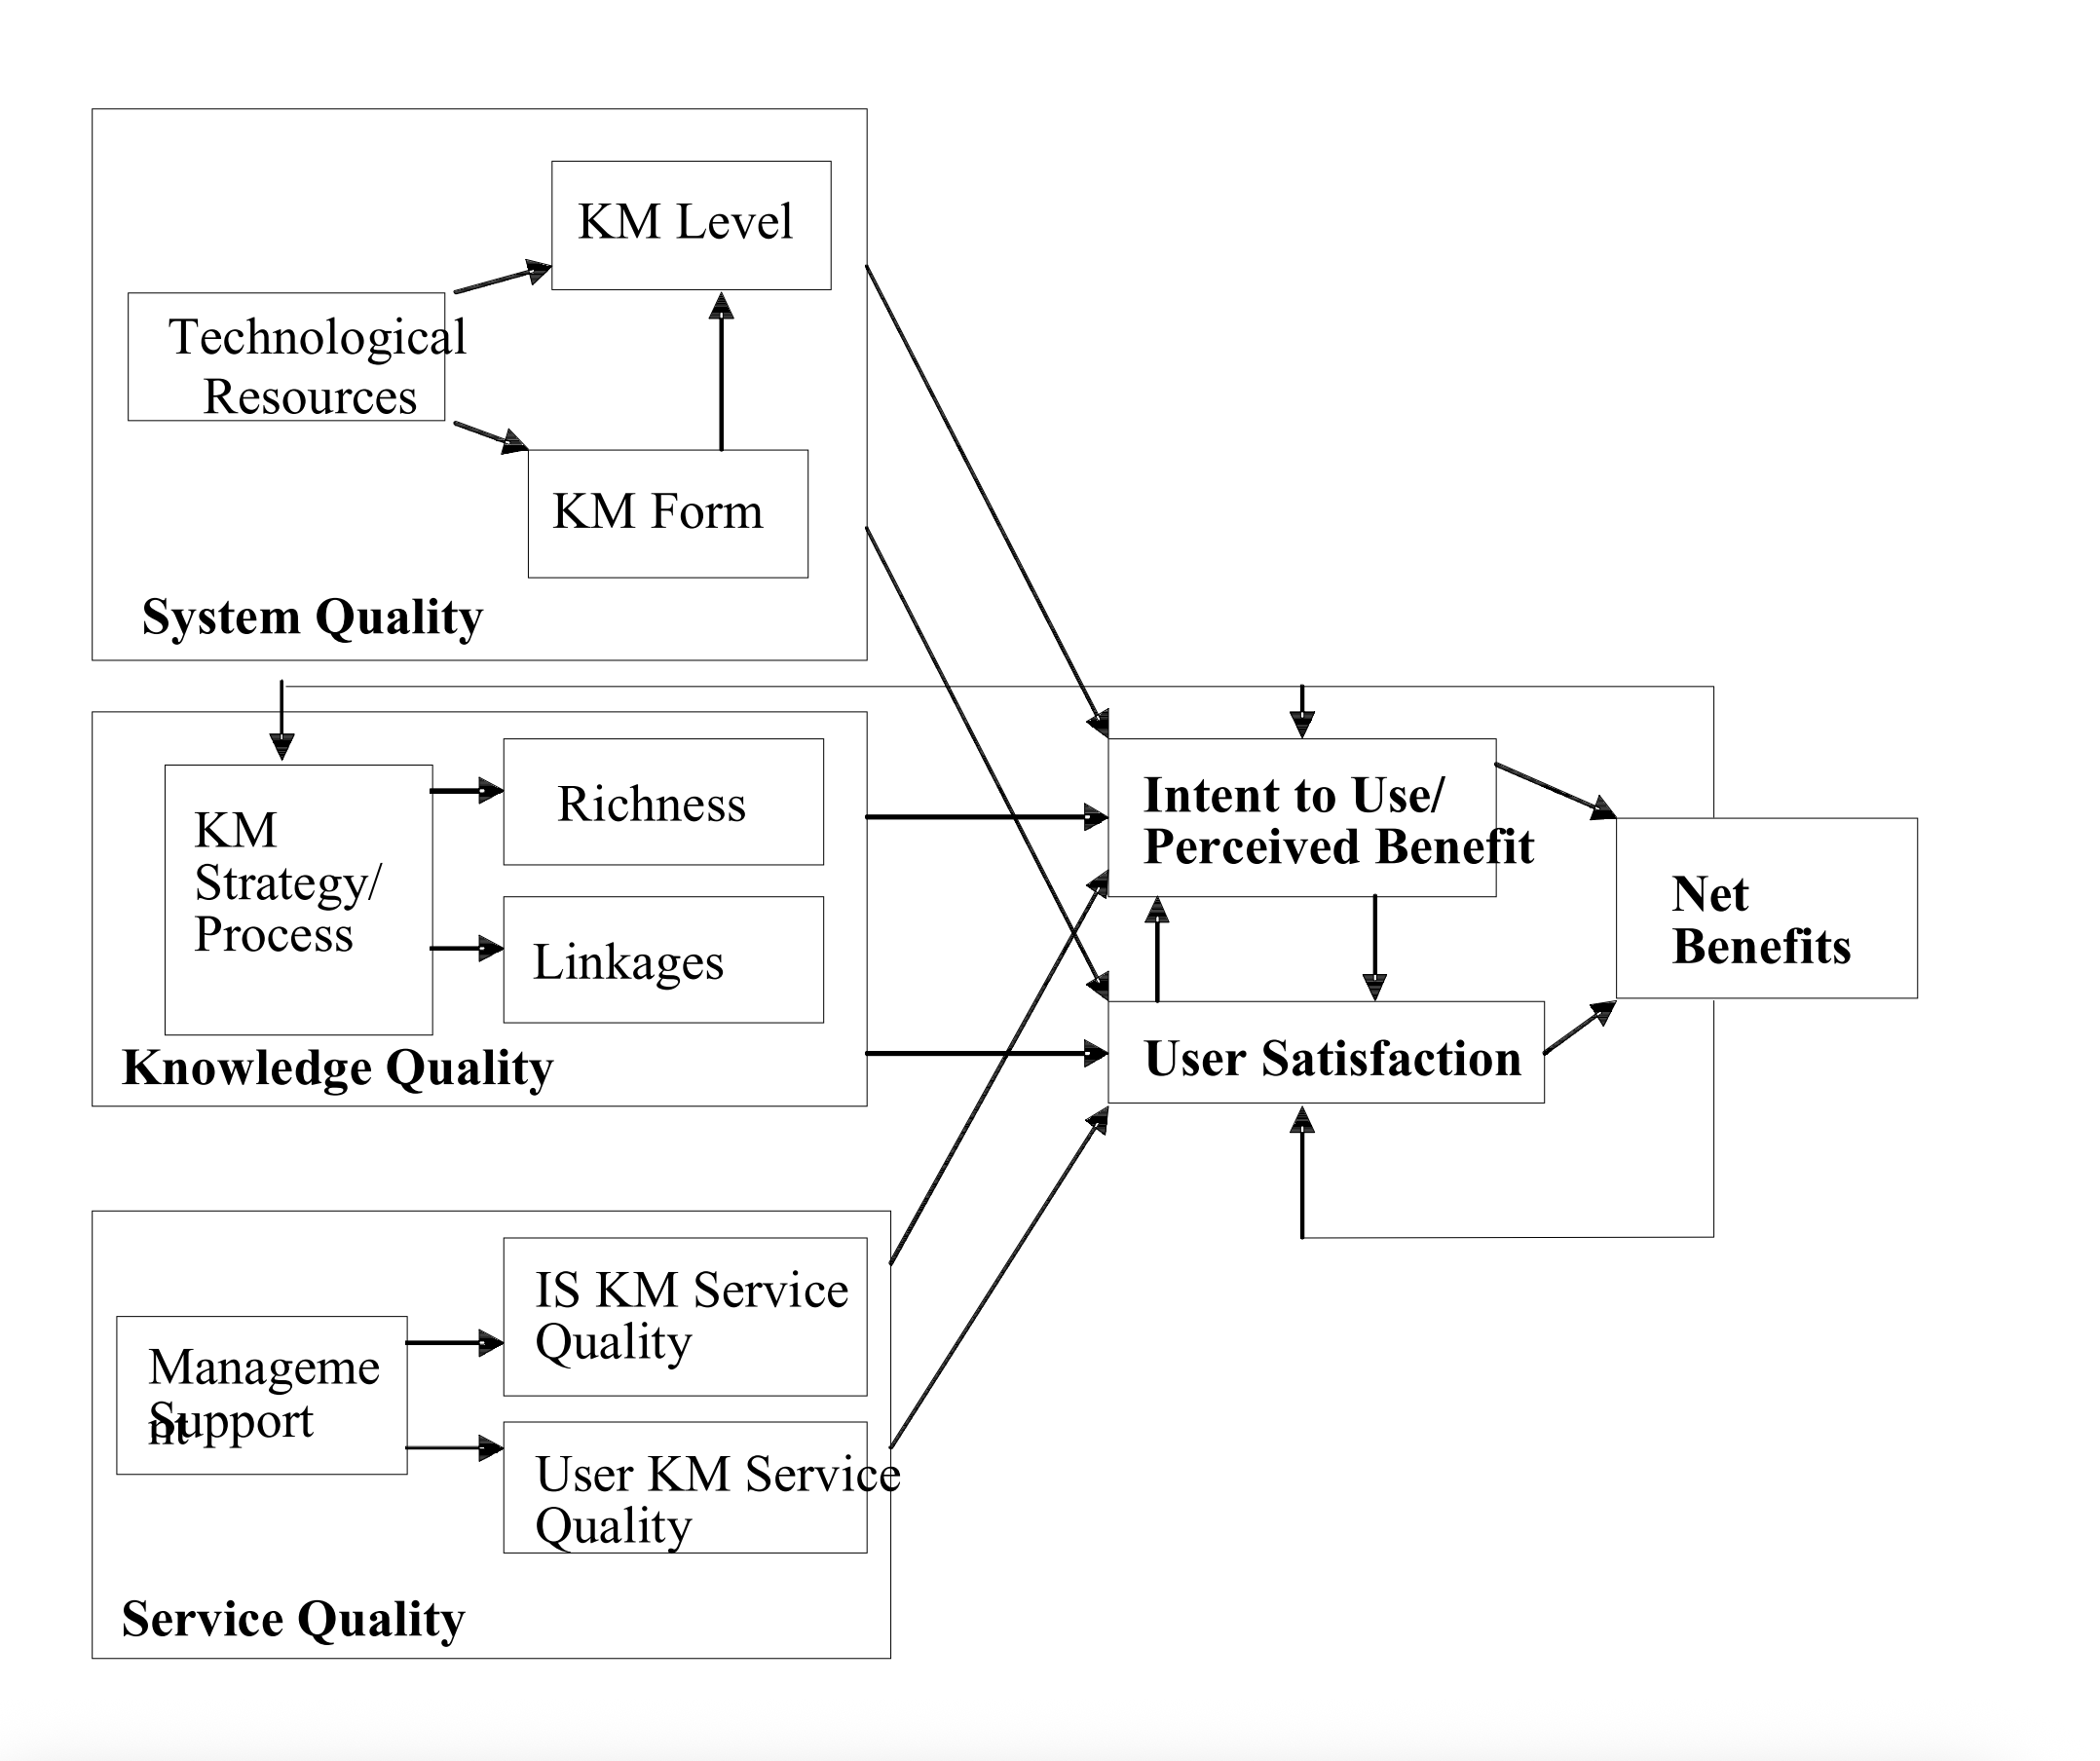 KM Level
Technological
Resources
KM Form
System Quality
KM
Strategy/
Process
Richness
Linkages
Knowledge Quality
Intent to Use/
Perceived Benefit
Net
Benefits
User Satisfaction
IS KM Service
Quality
Manageme
nt
Support
User KM Service
Quality
Service Quality